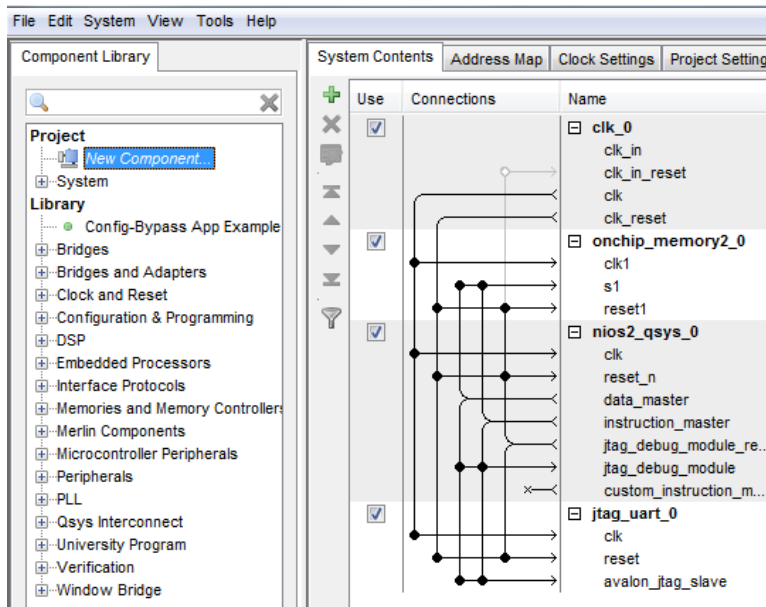 File Edit System View Tools Help
Component Library
Project
New Component...
System
Library
Config-Bypass App Example
Bridges
Bridges and Adapters
Clock and Reset
Configuration & Programming
DSP
Embedded Processors
Interface Protocols
Memories and Memory Controllers
Merlin Components
Microcontroller Peripherals
Peripherals
PLL
Qsys Interconnect
University Program
Verification
Window Bridge
System Contents Address Map Clock Settings Project Setting
Use Connections Name
clk_0
clk_in
clk_in_reset
clk
clk_reset
onchip_memory2_0
clk1
s1
reset1
nios2_qsys_0
clk
reset_n
data_master
instruction_master
jtag_debug_module_re...
jtag_debug_module
custom_instruction_m...
jtag_uart_0
clk
reset
avalon_jtag_slave